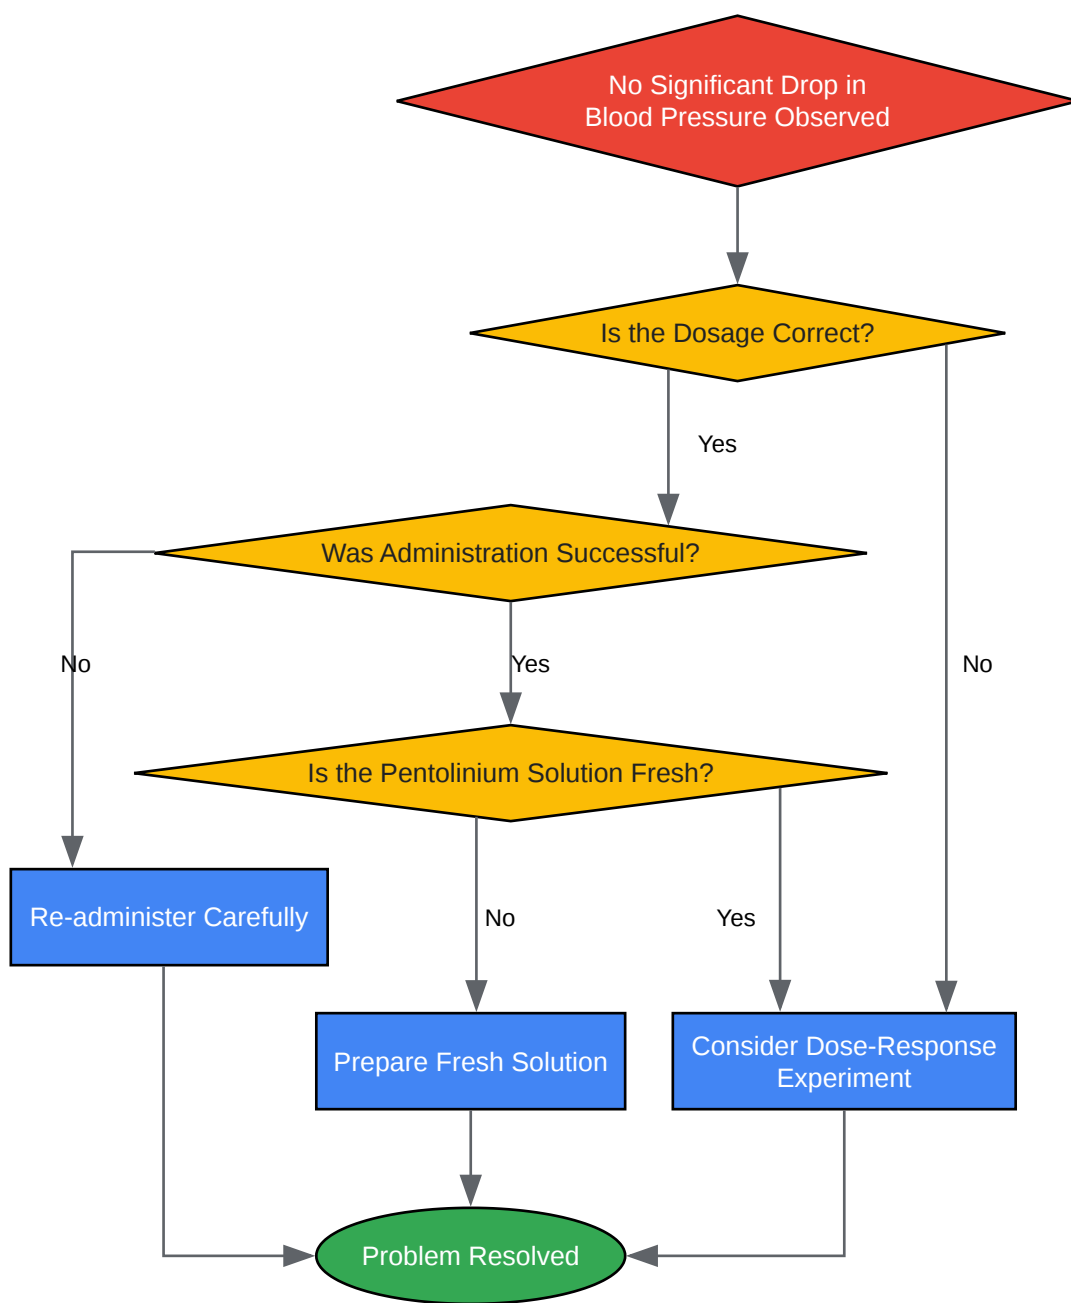 No Significant Drop in
Blood Pressure Observed
Is the Dosage Correct?
Yes
Was Administration Successful?
No
Yes
No
Is the Pentolinium Solution Fresh?
Re-administer Carefully
No
Yes
Prepare Fresh Solution
Consider Dose-Response
Experiment
Problem Resolved